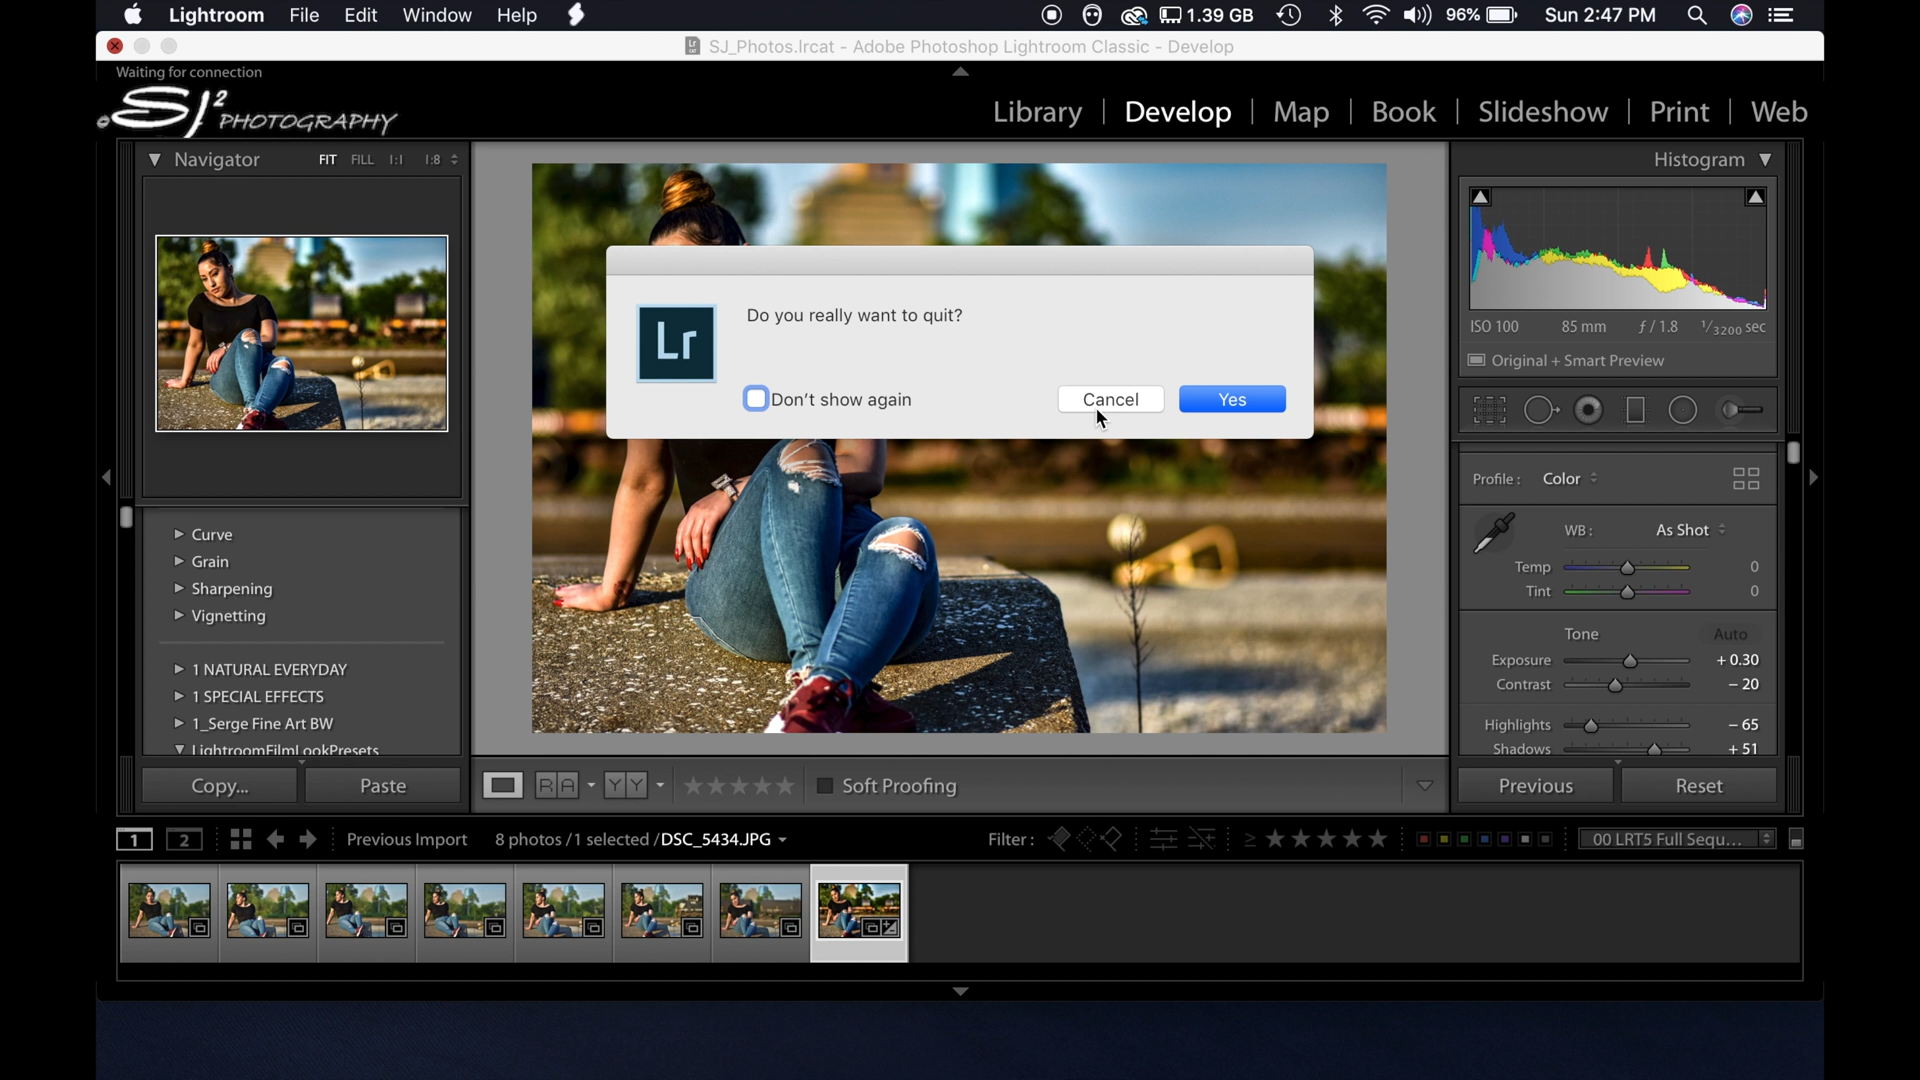 Lightroom File Edit Window Help 1.39 GB 96% Sun 2:47 PM
SJ_Photos.lrcat - Adobe Photoshop Lightroom Classic - Develop
Waiting for connection
SJ² PHOTOGRAPHY
Library | Develop | Map | Book | Slideshow | Print | Web
Navigator FIT FILL 1:1 1:8
Histogram
ISO 100 85 mm ƒ / 1.8 1/3200 sec
Original + Smart Preview
Do you really want to quit?
Lr
Don't show again Cancel Yes
Profile : Color
WB : As Shot
Temp 0
Tint 0
Tone Auto
Exposure + 0.30
Contrast – 20
Highlights – 65
Shadows + 51
Curve
Grain
Sharpening
Vignetting
1 NATURAL EVERYDAY
1 SPECIAL EFFECTS
1_Serge Fine Art BW
LightroomFilmLookPresets
Copy... Paste
R A Y Y Soft Proofing
Previous Reset
1 2 Previous Import 8 photos / 1 selected / DSC_5434.JPG Filter : ≥ 00 LRT5 Full Sequ...